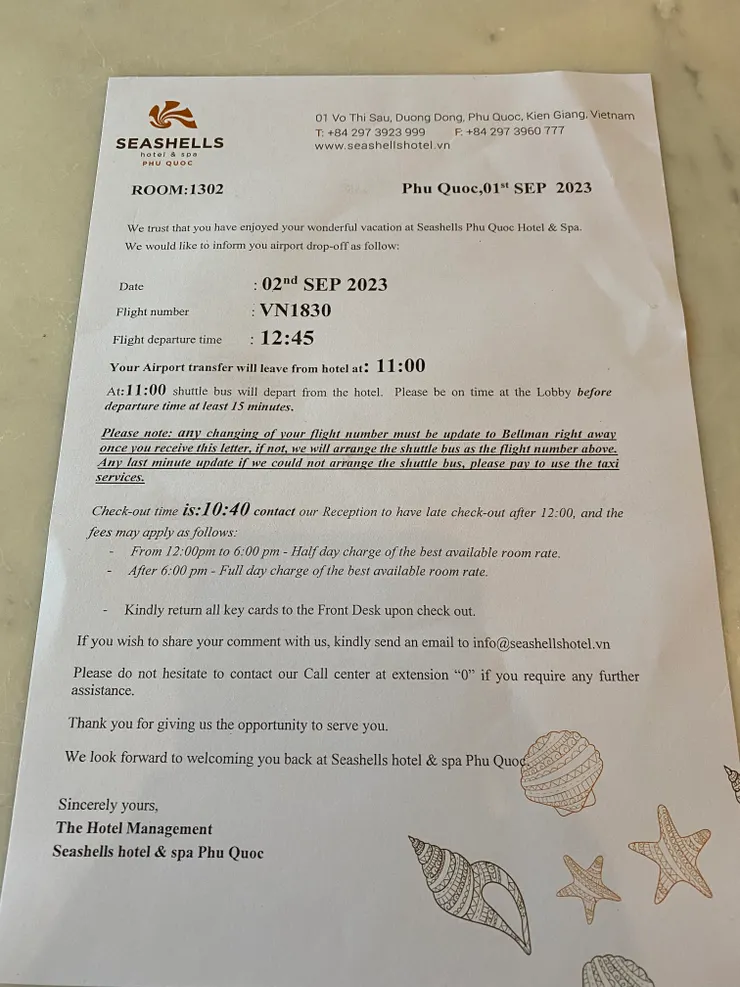 SEASHELLS
hotel & spa
PHU QUOC
01 Vo Thi Sau, Duong Dong, Phu Quoc, Kien Giang, Vietnam
T: +84 297 3923 999 F: +84 297 3960 777
www.seashellshotel.vn
ROOM:1302 Phu Quoc,01st SEP 2023
We trust that you have enjoyed your wonderful vacation at Seashells Phu Quoc Hotel & Spa.
We would like to inform you airport drop-off as follow:
Date : 02nd SEP 2023
Flight number : VN1830
Flight departure time : 12:45
Your Airport transfer will leave from hotel at: 11:00
At:11:00 shuttle bus will depart from the hotel. Please be on time at the Lobby before
departure time at least 15 minutes.
Please note: any changing of your flight number must be update to Bellman right away
once you receive this letter, if not, we will arrange the shuttle bus as the flight number above.
Any last minute update if we could not arrange the shuttle bus, please pay to use the taxi
services.
Check-out time is:10:40 contact our Reception to have late check-out after 12:00, and the
fees may apply as follows:
- From 12:00pm to 6:00 pm - Half day charge of the best available room rate.
- After 6:00 pm - Full day charge of the best available room rate.
- Kindly return all key cards to the Front Desk upon check out.
If you wish to share your comment with us, kindly send an email to info@seashellshotel.vn
Please do not hesitate to contact our Call center at extension “0” if you require any further
assistance.
Thank you for giving us the opportunity to serve you.
We look forward to welcoming you back at Seashells hotel & spa Phu Quoc
Sincerely yours,
The Hotel Management
Seashells hotel & spa Phu Quoc